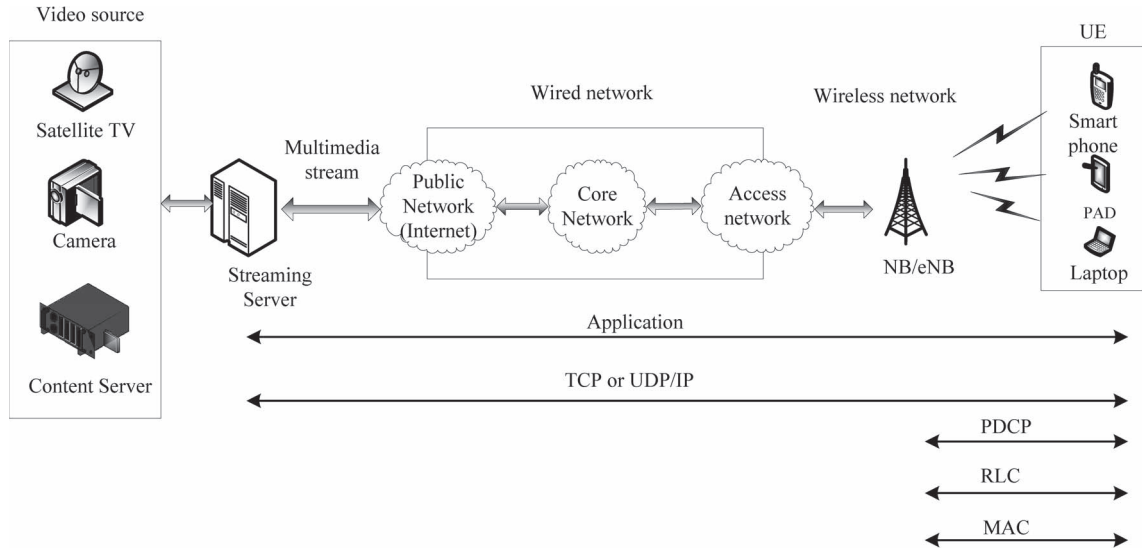 Video source
UE
Satellite TV
Camera
Content Server
Streaming
Server
Multimedia
stream
Wired network
Public
Network
(Internet)
Core
Network
Access
network
Wireless network
NB/eNB
Smart
phone
PAD
Laptop
Application
TCP or UDP/IP
PDCP
RLC
MAC